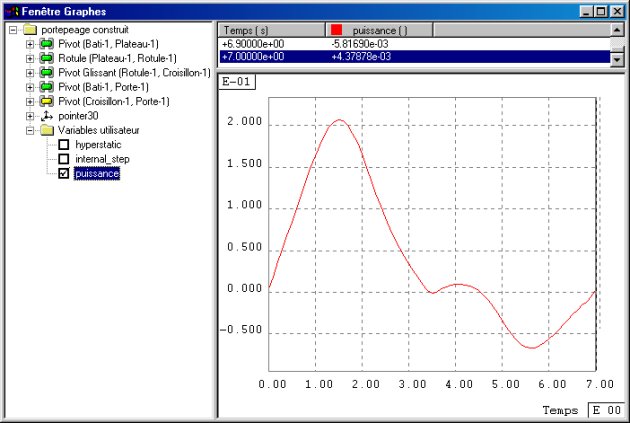 Fenêtre Graphes
portepeage construit
Pivot (Bati-1, Plateau-1)
Rotule (Plateau-1, Rotule-1)
Pivot Glissant (Rotule-1, Croisillon-1)
Pivot (Bati-1, Porte-1)
Pivot (Croisillon-1, Porte-1)
pointer30
Variables utilisateur
hyperstatic
internal_step
puissance
Temps ( s) puissance ( )
+6.90000e+00 -5.81690e-03
+7.00000e+00 +4.37878e-03
E-01
2.000
1.500
1.000
0.500
0.000
-0.500
0.00 1.00 2.00 3.00 4.00 5.00 6.00 7.00
Temps E 00